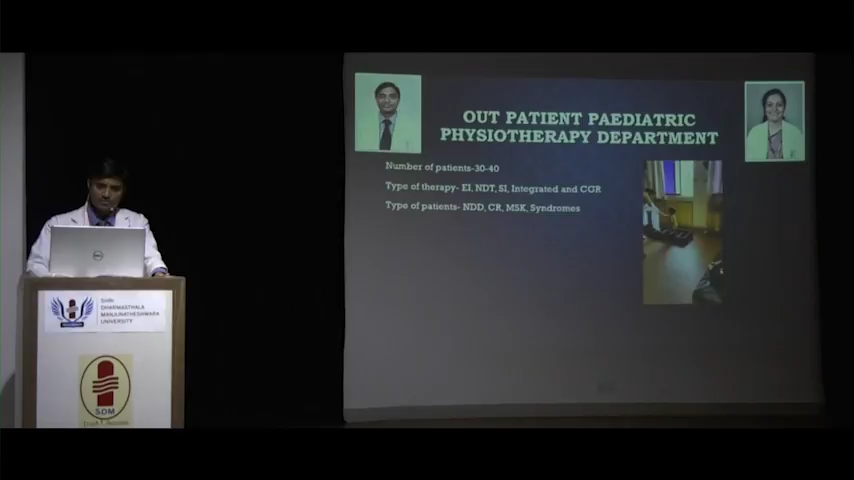 OUT PATIENT PAEDIATRIC
PHYSIOTHERAPY DEPARTMENT
Number of patients-30-40
Type of therapy- EI, NDT, SI, Integrated and CGR
Type of patients- NDD, CR, MSK, Syndromes
DELL
SHRI
DHARMASTHALA
MANJUNATHESHWARA
UNIVERSITY
SDM